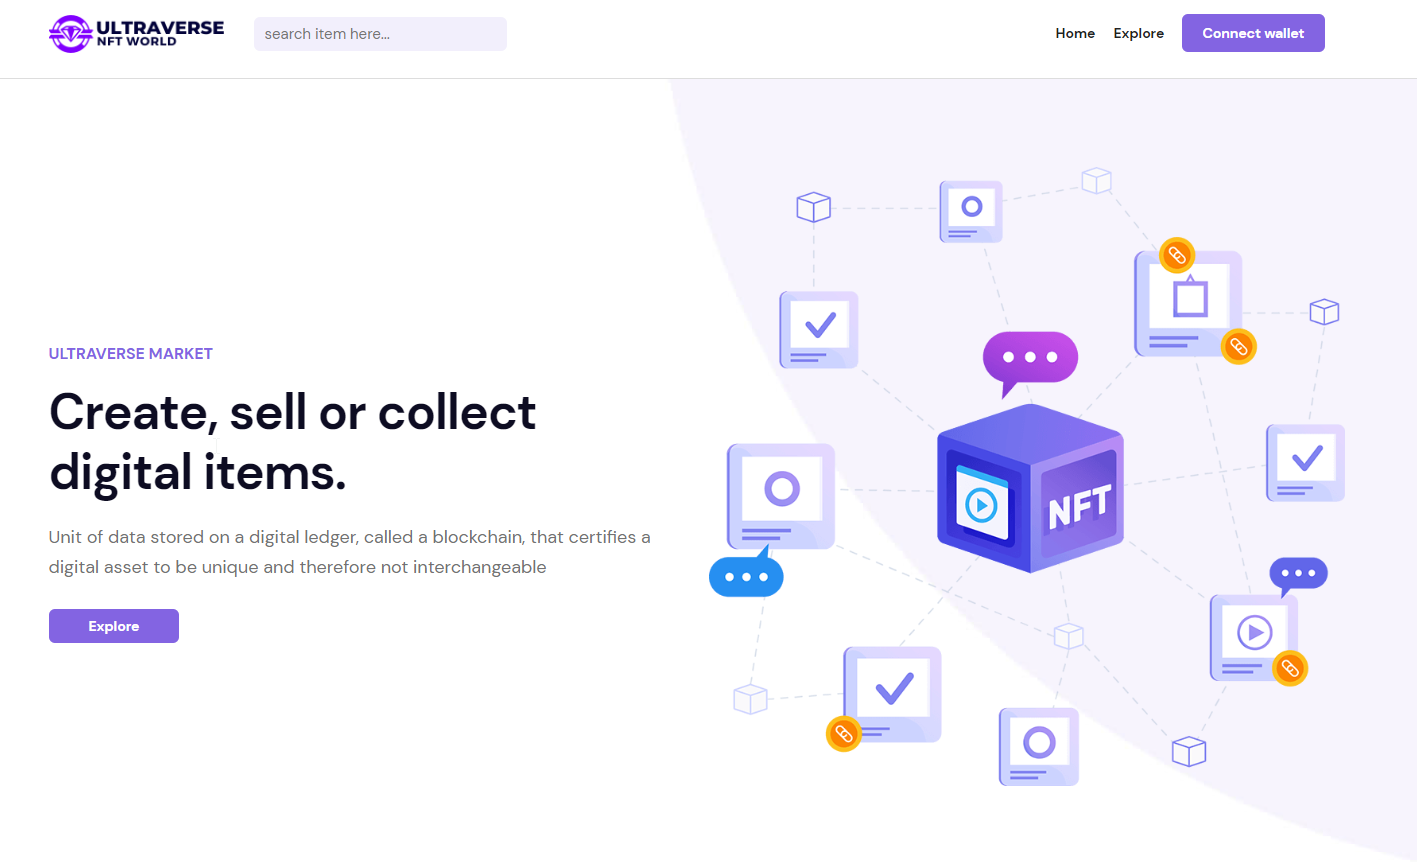 ULTRAVERSE
NFT WORLD
search item here...
Home
Explore
Connect wallet
ULTRAVERSE MARKET
Create, sell or collect
digital items.
Unit of data stored on a digital ledger, called a blockchain, that certifies a
digital asset to be unique and therefore not interchangeable
Explore
NFT